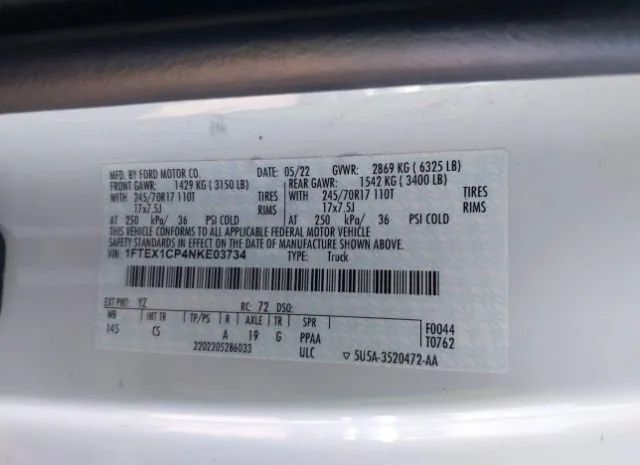 MFD. BY FORD MOTOR CO. DATE: 05/22 GVWR: 2869 KG ( 6325 LB)
FRONT GAWR: 1429 KG ( 3150 LB) REAR GAWR: 1542 KG ( 3400 LB)
WITH 245/70R17 110T TIRES WITH 245/70R17 110T TIRES
17x7.5J RIMS 17x7.5J RIMS
AT 250 kPa/ 36 PSI COLD AT 250 kPa/ 36 PSI COLD
THIS VEHICLE CONFORMS TO ALL APPLICABLE FEDERAL MOTOR VEHICLE
SAFETY STANDARDS IN EFFECT ON THE DATE OF MANUFACTURE SHOWN ABOVE.
VIN: 1FTEX1CP4NKE03734 TYPE: Truck
EXT PNT: YZ RC: 72 DSO:
WB INT TR TP/PS R AXLE TR SPR F0044
145 CS A 19 G PPAA T0762
2202205286033 ULC ▽ 5U5A-3520472-AA